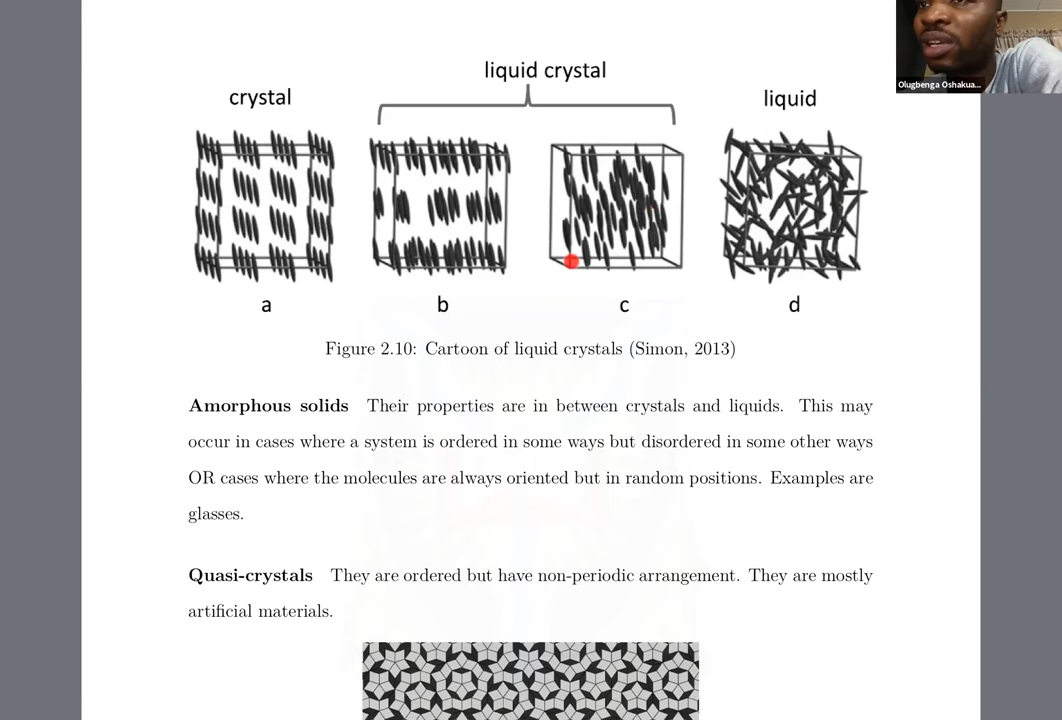 liquid crystal
crystal
liquid
Olugbenga Oshakua...
a
b
c
d
Figure 2.10: Cartoon of liquid crystals (Simon, 2013)
Amorphous solids Their properties are in between crystals and liquids. This may
occur in cases where a system is ordered in some ways but disordered in some other ways
OR cases where the molecules are always oriented but in random positions. Examples are
glasses.
Quasi-crystals They are ordered but have non-periodic arrangement. They are mostly
artificial materials.